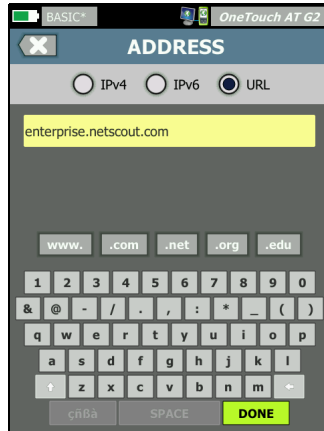 BASIC* OneTouch AT G2
ADDRESS
IPv4 IPv6 URL
enterprise.netscout.com
www. .com .net .org .edu
1 2 3 4 5 6 7 8 9 0
& @ - / . , : * _ ( )
q w e r t y u i o p
a s d f g h j k l
z x c v b n m
çñßà SPACE DONE